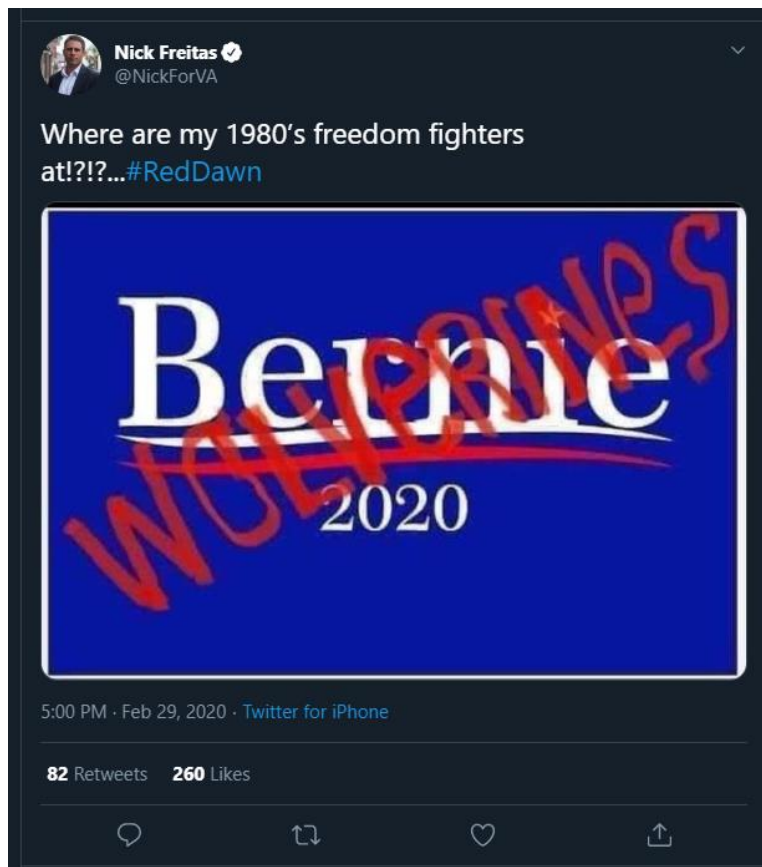 Nick Freitas
@NickForVA
Where are my 1980's freedom fighters
at!?!?...#RedDawn
Bernie
WOLVERINES
2020
5:00 PM · Feb 29, 2020 · Twitter for iPhone
82 Retweets 260 Likes